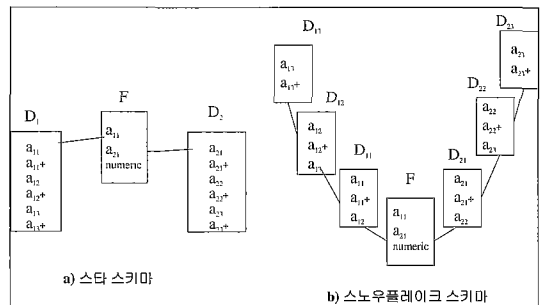 D₁
a₁₁
a₁₁+
a₁₂
a₁₂+
a₁₃
a₁₃+
F
a₁₁
a₂₁
numeric
D₂
a₂₁
a₂₁+
a₂₂
a₂₂+
a₂₃
a₂₃+
a) 스타 스키마
D₁₃
a₁₃
a₁₃+
D₁₂
a₁₂
a₁₂+
a₁₃
D₁₁
a₁₁
a₁₁+
a₁₂
F
a₁₁
a₂₁
numeric
D₂₁
a₂₁
a₂₁+
a₂₂
D₂₂
a₂₂
a₂₂+
a₂₃
D₂₃
a₂₃
a₂₃+
b) 스노우플레이크 스키마